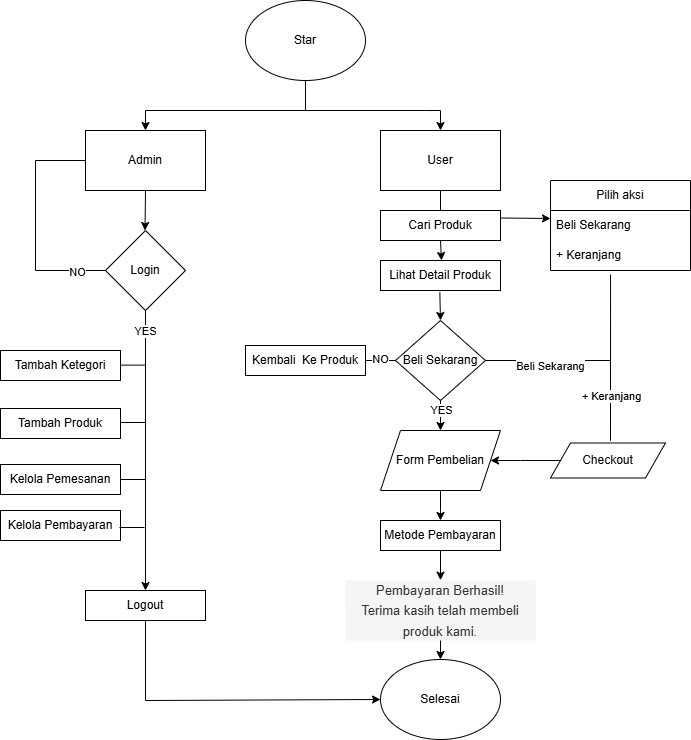 Star
Admin
User
Pilih aksi
Beli Sekarang
+ Keranjang
Cari Produk
Login
NO
Lihat Detail Produk
YES
Tambah Ketegori
Kembali  Ke Produk
NO
Beli Sekarang
Beli Sekarang
+ Keranjang
YES
Tambah Produk
Form Pembelian
Checkout
Kelola Pemesanan
Kelola Pembayaran
Metode Pembayaran
Logout
Pembayaran Berhasil!
Terima kasih telah membeli
produk kami.
Selesai